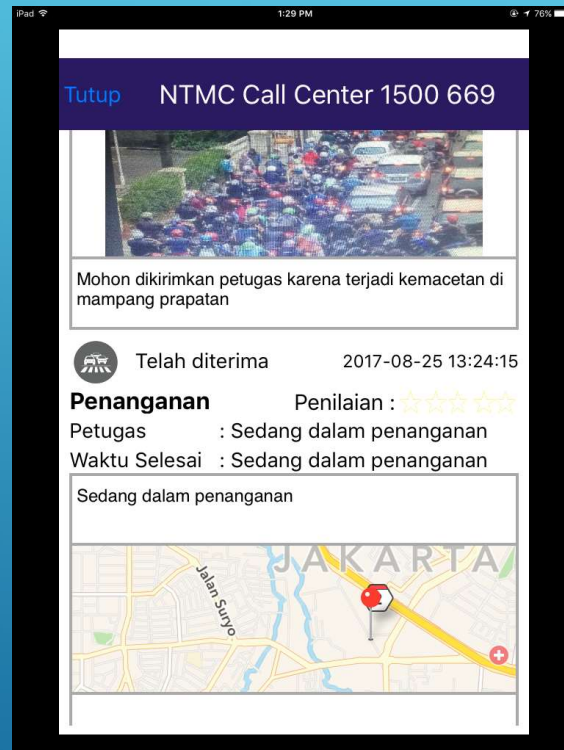 iPad
1:29 PM
76%
Tutup
NTMC Call Center 1500 669
Mohon dikirimkan petugas karena terjadi kemacetan di
mampang prapatan
Telah diterima
2017-08-25 13:24:15
Penanganan
Penilaian :
Petugas : Sedang dalam penanganan
Waktu Selesai : Sedang dalam penanganan
Sedang dalam penanganan
JAKARTA
Jalan Suryo